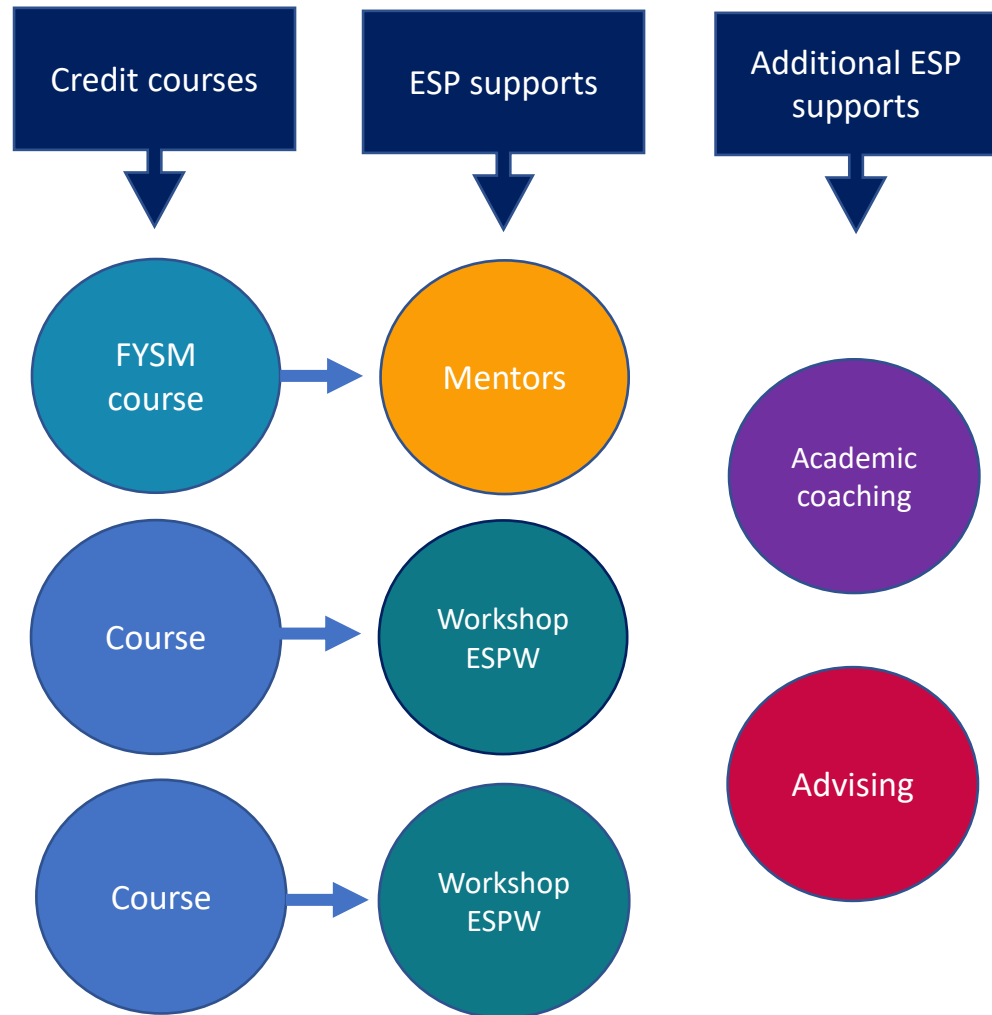 Credit courses
ESP supports
Additional ESP
supports
FYSM
course
Mentors
Academic
coaching
Course
Workshop
ESPW
Advising
Course
Workshop
ESPW